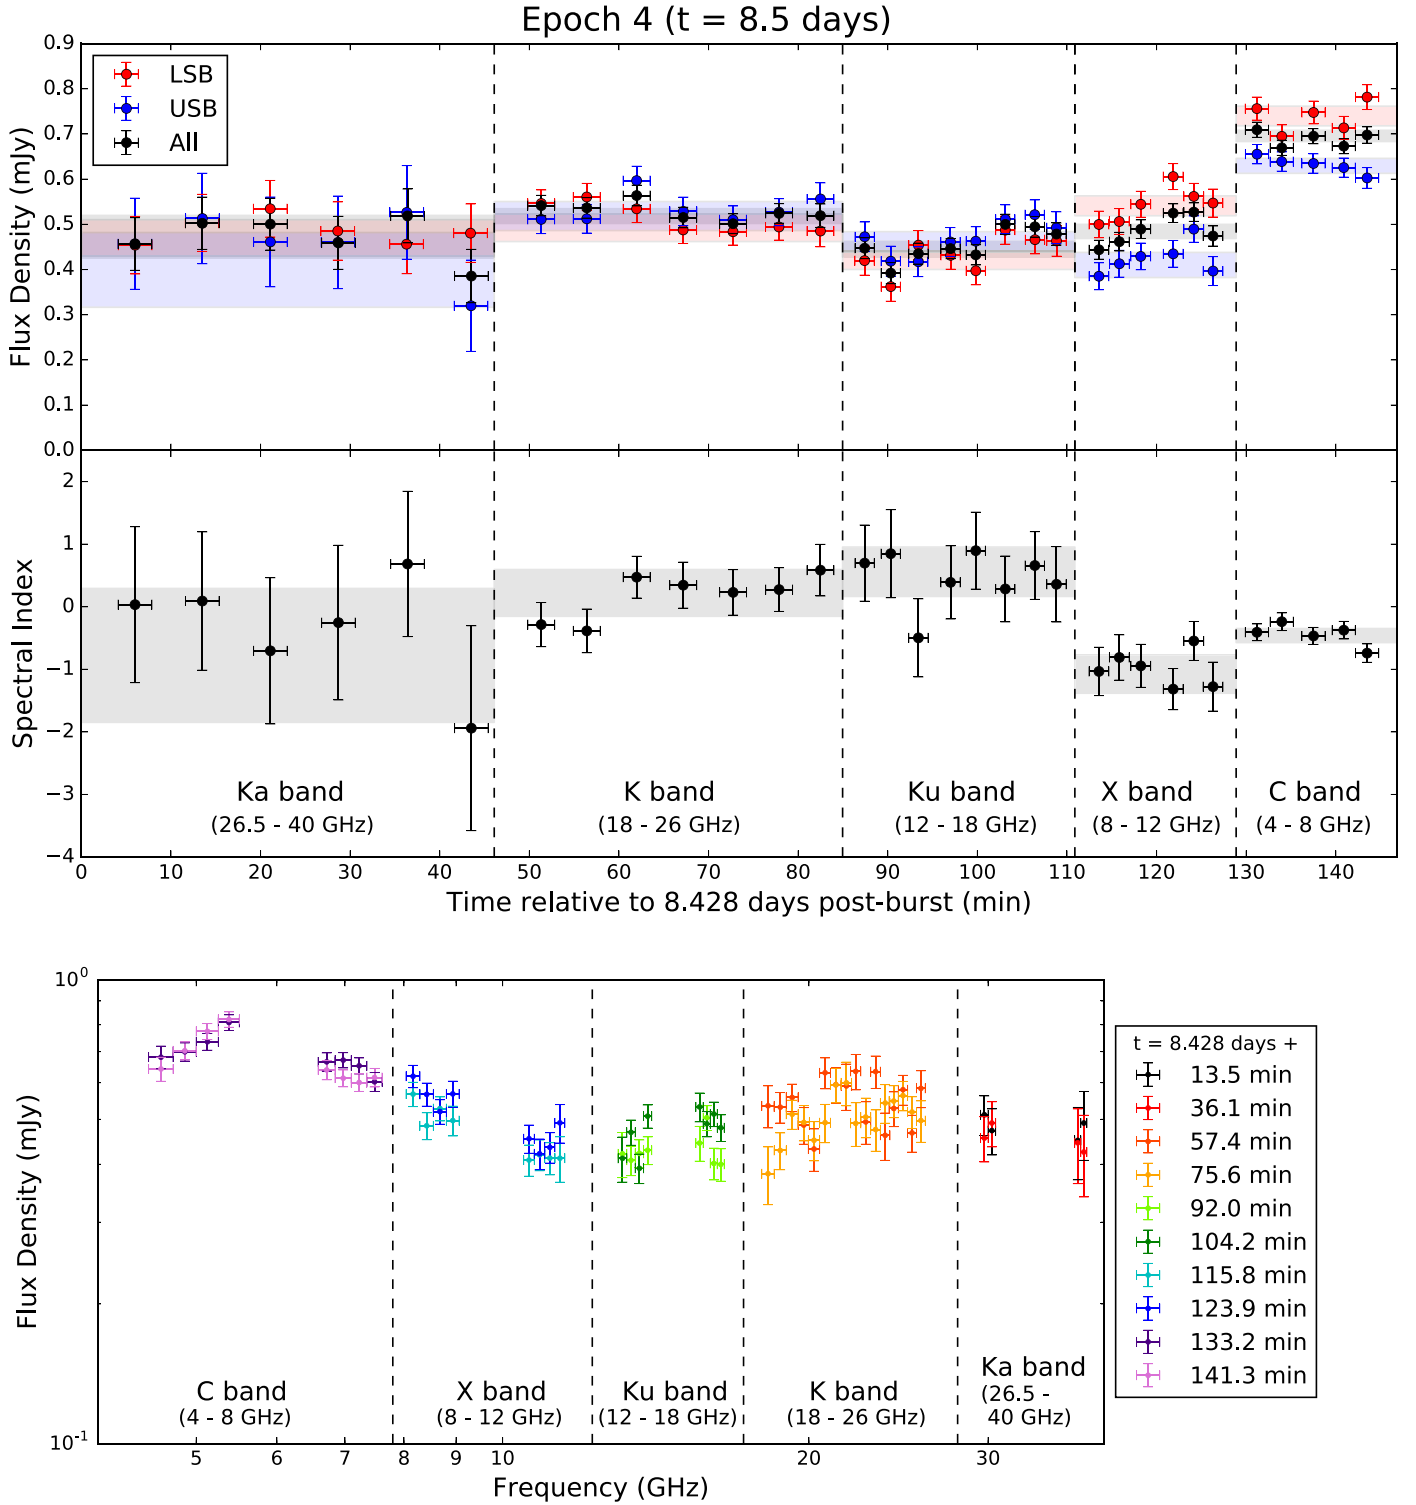 Epoch 4 (t = 8.5 days)
0.9
0.8
0.7
0.6
0.5
0.4
0.3
0.2
0.1
0.0
Flux Density (mJy)
LSB
USB
All
2
1
0
−1
−2
−3
−4
Spectral Index
Ka band
(26.5 - 40 GHz)
K band
(18 - 26 GHz)
Ku band
(12 - 18 GHz)
X band
(8 - 12 GHz)
C band
(4 - 8 GHz)
0 10 20 30 40 50 60 70 80 90 100 110 120 130 140
Time relative to 8.428 days post-burst (min)
10⁰
10⁻¹
Flux Density (mJy)
C band
(4 - 8 GHz)
X band
(8 - 12 GHz)
Ku band
(12 - 18 GHz)
K band
(18 - 26 GHz)
Ka band
(26.5 -
40 GHz)
5 6 7 8 9 10 20 30
Frequency (GHz)
t = 8.428 days +
13.5 min
36.1 min
57.4 min
75.6 min
92.0 min
104.2 min
115.8 min
123.9 min
133.2 min
141.3 min